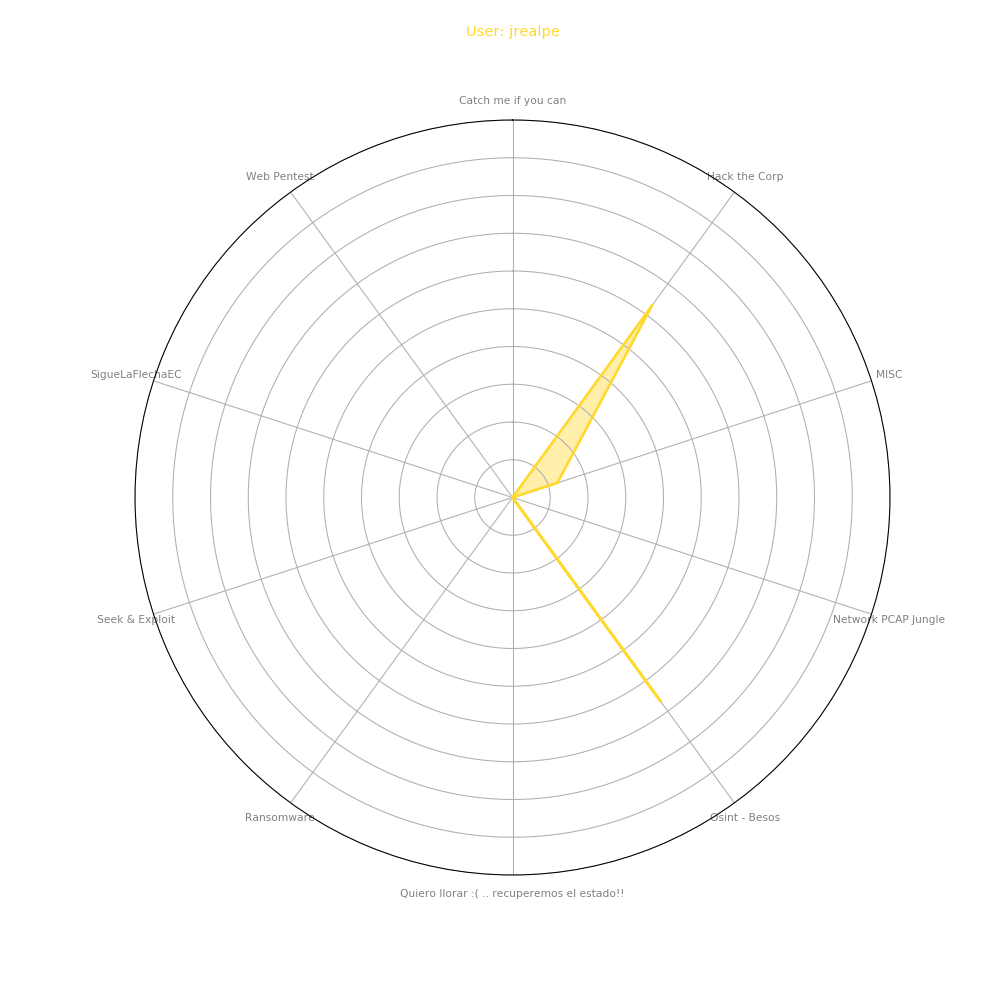 User: jrealpe
Catch me if you can
Web Pentest
Hack the Corp
SigueLaFlechaEC
MISC
Seek & Exploit
Network PCAP Jungle
Ransomware
Osint - Besos
Quiero llorar :( .. recuperemos el estado!!